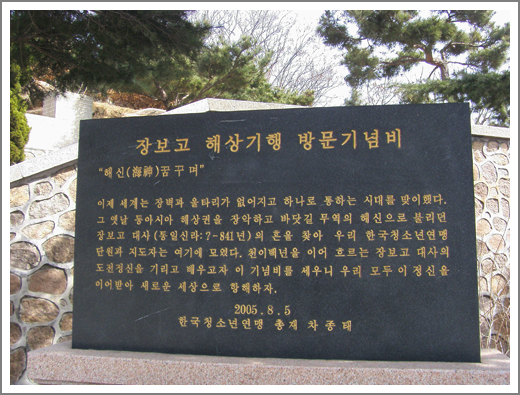 장보고 해상기행 방문기념비
"해신(海神)꿈꾸며"
이제 세계는 장벽과 울타리가 없어지고 하나로 통하는 시대를 맞이했다.
그 옛날 동아시아 해상권을 장악하고 바닷길 무역의 해신으로 불리던
장보고 대사(통일신라:?-841년)의 혼을 찾아 우리 한국청소년연맹
단원과 지도자는 여기에 모였다. 천이백년을 이어 흐르는 장보고 대사의
도전정신을 기리고 배우고자 이 기념비를 세우니 우리 모두 이 정신을
이어받아 새로운 세상으로 항해하자.
2005.8.5
한국청소년연맹 총재 차종태